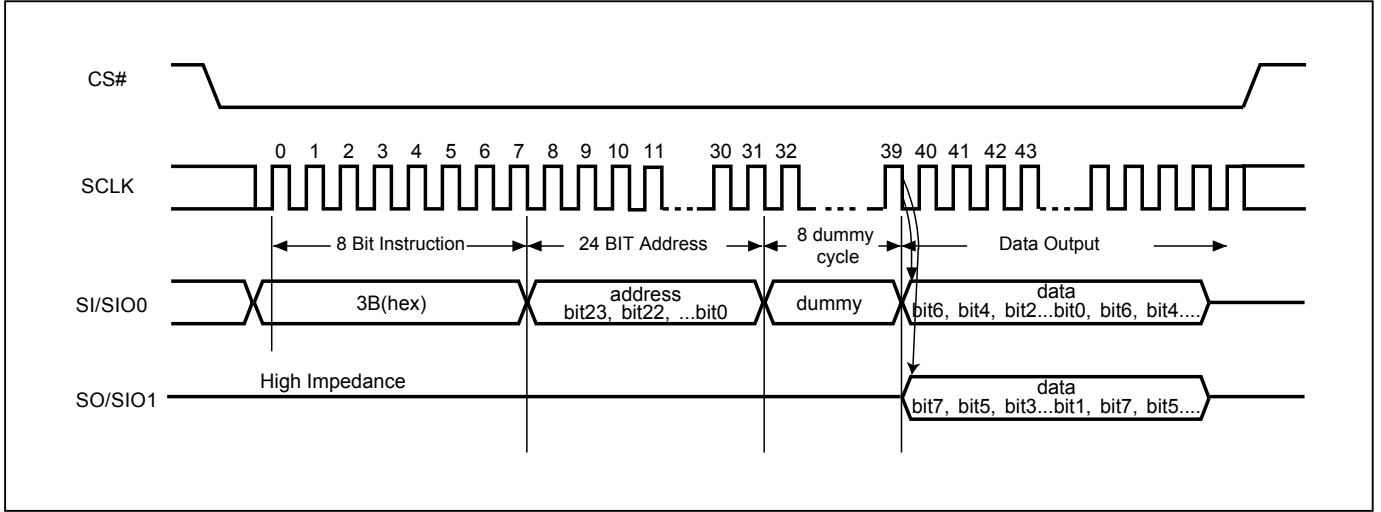 CS#
SCLK
0 1 2 3 4 5 6 7 8 9 10 11 30 31 32 39 40 41 42 43
8 Bit Instruction
24 BIT Address
8 dummy
cycle
Data Output
SI/SIO0
3B(hex)
address
bit23, bit22, ...bit0
dummy
data
bit6, bit4, bit2...bit0, bit6, bit4....
SO/SIO1
High Impedance
data
bit7, bit5, bit3...bit1, bit7, bit5....